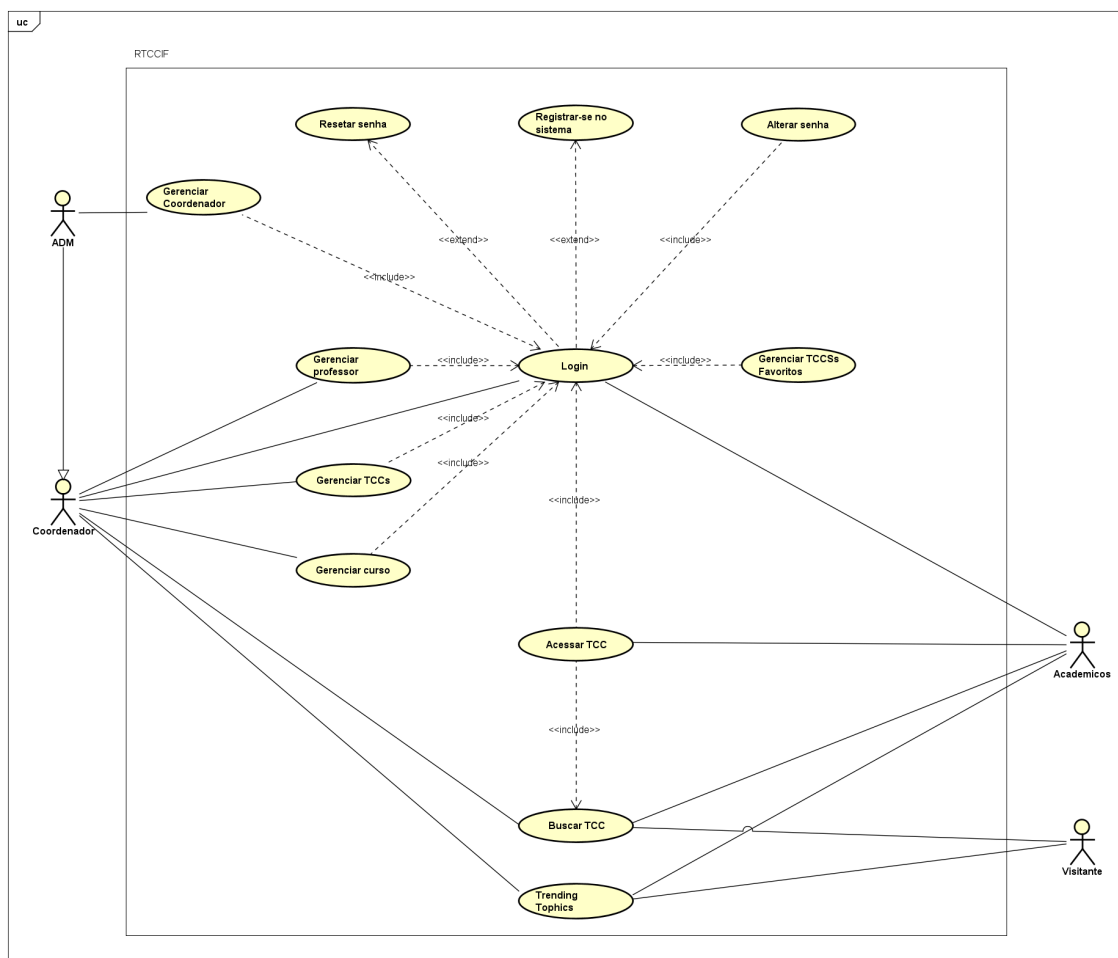 uc
RTCCIF
Resetar senha
Registrar-se no
sistema
Alterar senha
Gerenciar
Coordenador
ADM
<<extend>>
<<extend>>
<<include>>
<<include>>
Gerenciar
professor
<<include>>
Login
<<include>>
Gerenciar TCCSs
Favoritos
<<include>>
<<include>>
Gerenciar TCCs
Coordenador
<<include>>
Gerenciar curso
Acessar TCC
Academicos
<<include>>
Buscar TCC
Visitante
Trending
Tophics